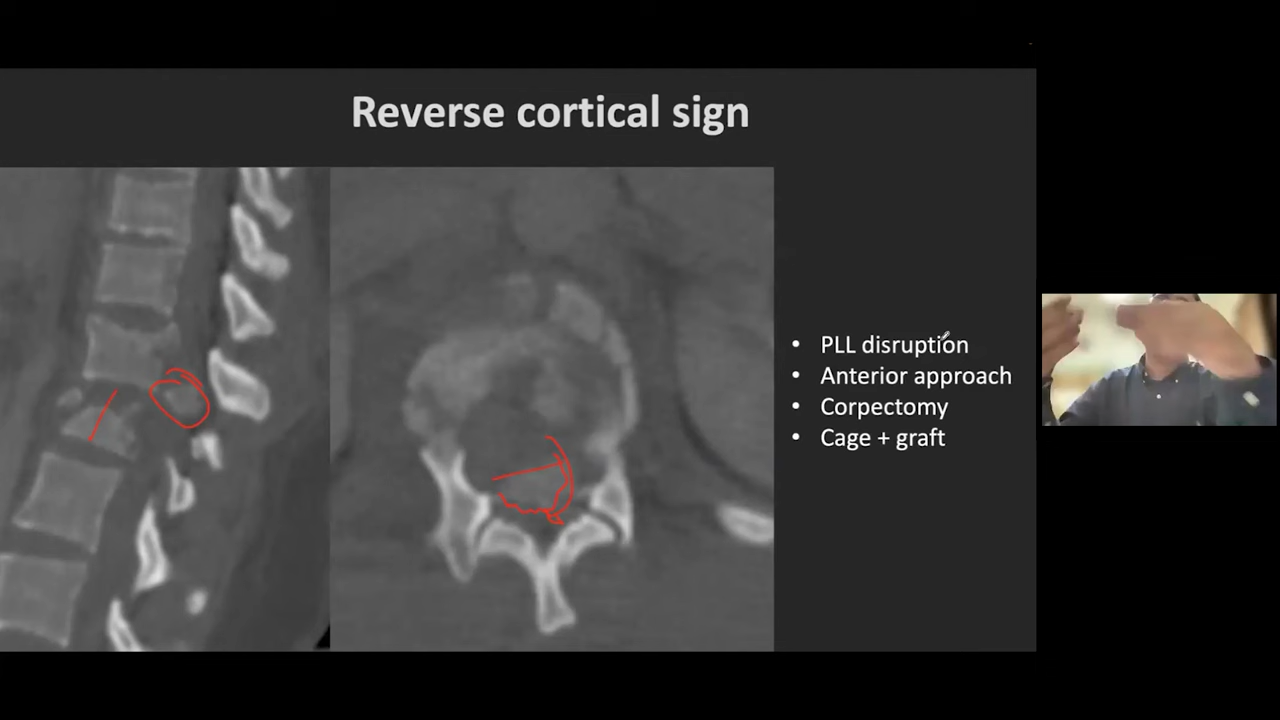 Reverse cortical sign
• PLL disruption
• Anterior approach
• Corpectomy
• Cage + graft